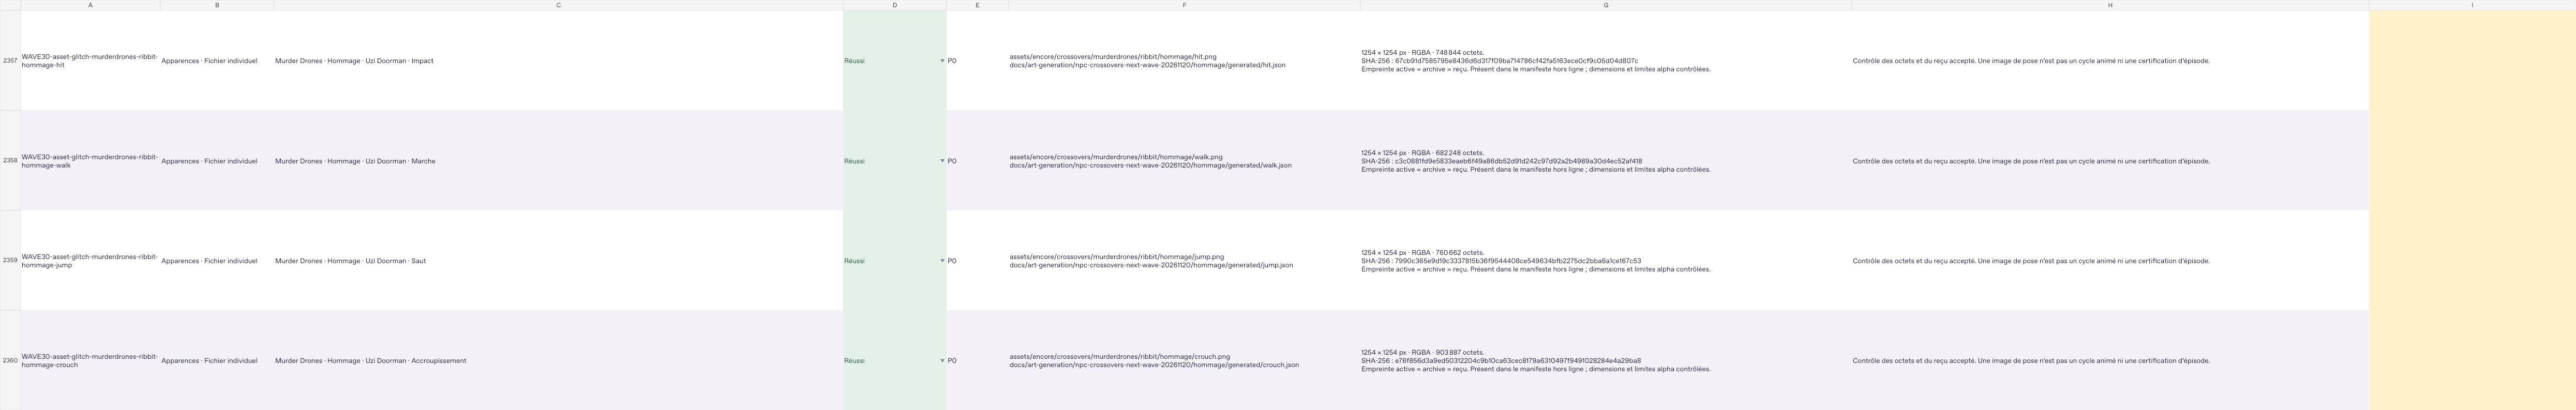 A B C D E F G H I
2357
WAVE30-asset-glitch-murderdrones-ribbit-
hommage-hit
Apparences · Fichier individuel
Murder Drones · Hommage · Uzi Doorman · Impact
Réussi
P0
assets/encore/crossovers/murderdrones/ribbit/hommage/hit.png
docs/art-generation/npc-crossovers-next-wave-20261120/hommage/generated/hit.json
1254 × 1254 px · RGBA · 748 844 octets.
SHA-256 : 67cb91d7585795e8436d6d317f09ba714786cf42fa5163ece0cf9c05d04d807c
Empreinte active = archive = reçu. Présent dans le manifeste hors ligne ; dimensions et limites alpha contrôlées.
Contrôle des octets et du reçu accepté. Une image de pose n'est pas un cycle animé ni une certification d'épisode.
2358
WAVE30-asset-glitch-murderdrones-ribbit-
hommage-walk
Apparences · Fichier individuel
Murder Drones · Hommage · Uzi Doorman · Marche
Réussi
P0
assets/encore/crossovers/murderdrones/ribbit/hommage/walk.png
docs/art-generation/npc-crossovers-next-wave-20261120/hommage/generated/walk.json
1254 × 1254 px · RGBA · 682 248 octets.
SHA-256 : c3c0881fd9e5833eaeb6f49a86db52d91d242c97d92a2b4989a30d4ec52af418
Empreinte active = archive = reçu. Présent dans le manifeste hors ligne ; dimensions et limites alpha contrôlées.
Contrôle des octets et du reçu accepté. Une image de pose n'est pas un cycle animé ni une certification d'épisode.
2359
WAVE30-asset-glitch-murderdrones-ribbit-
hommage-jump
Apparences · Fichier individuel
Murder Drones · Hommage · Uzi Doorman · Saut
Réussi
P0
assets/encore/crossovers/murderdrones/ribbit/hommage/jump.png
docs/art-generation/npc-crossovers-next-wave-20261120/hommage/generated/jump.json
1254 × 1254 px · RGBA · 760 662 octets.
SHA-256 : 7990c365e9d19c3337815b36f9544408ce549634bfb2275dc2bba6a1ce167c53
Empreinte active = archive = reçu. Présent dans le manifeste hors ligne ; dimensions et limites alpha contrôlées.
Contrôle des octets et du reçu accepté. Une image de pose n'est pas un cycle animé ni une certification d'épisode.
2360
WAVE30-asset-glitch-murderdrones-ribbit-
hommage-crouch
Apparences · Fichier individuel
Murder Drones · Hommage · Uzi Doorman · Accroupissement
Réussi
P0
assets/encore/crossovers/murderdrones/ribbit/hommage/crouch.png
docs/art-generation/npc-crossovers-next-wave-20261120/hommage/generated/crouch.json
1254 × 1254 px · RGBA · 903 887 octets.
SHA-256 : e76f856d3a9ed50312204c9b10ca63cec8179a6310497f9491028284e4a29ba8
Empreinte active = archive = reçu. Présent dans le manifeste hors ligne ; dimensions et limites alpha contrôlées.
Contrôle des octets et du reçu accepté. Une image de pose n'est pas un cycle animé ni une certification d'épisode.